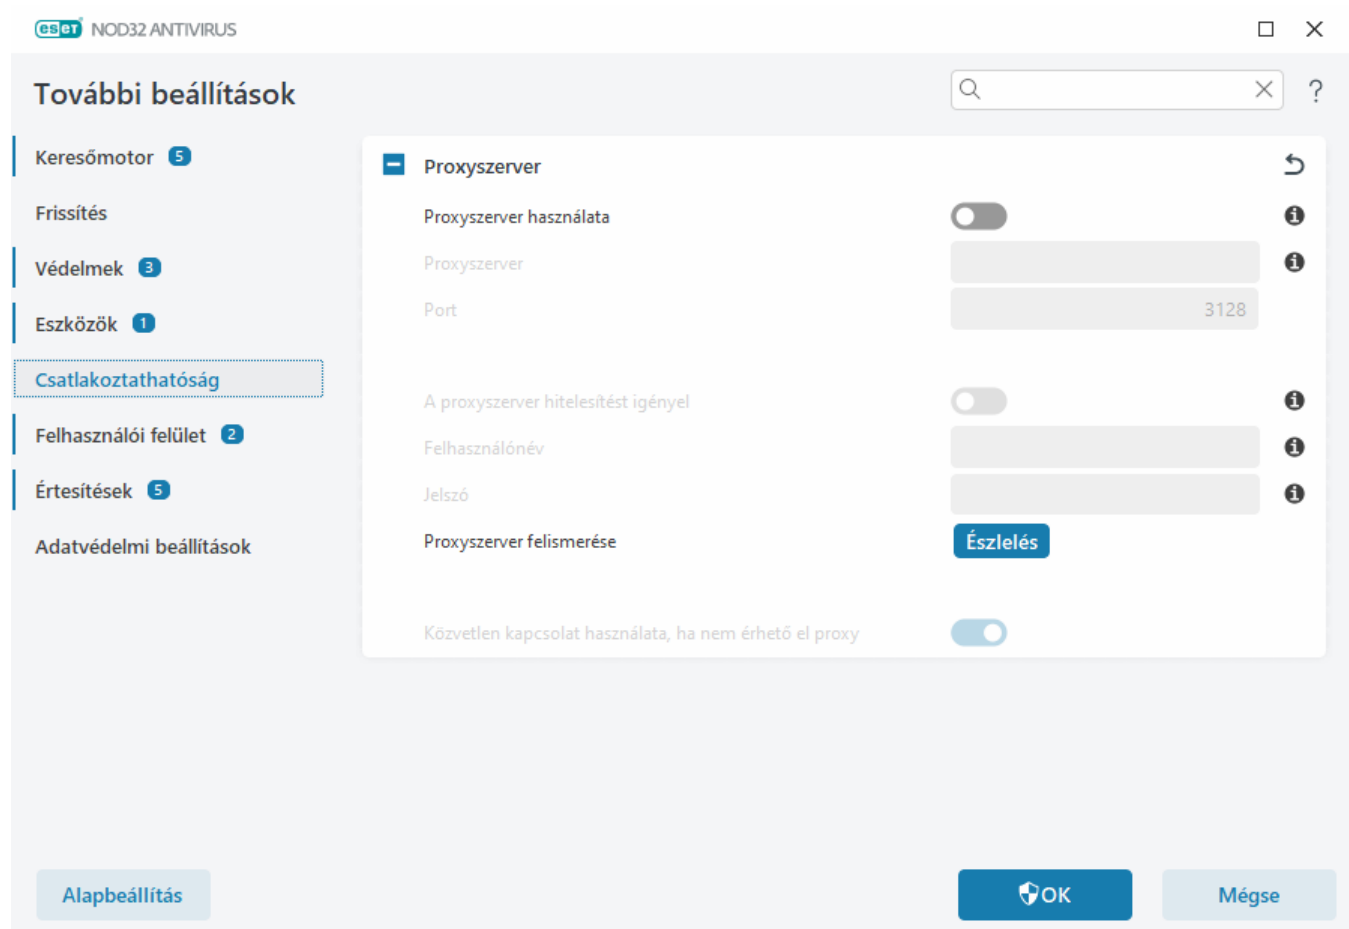 eset NOD32 ANTIVIRUS
További beállítások
?
Keresőmotor 5
Frissítés
Védelmek 3
Eszközök 1
Csatlakoztathatóság
Felhasználói felület 2
Értesítések 5
Adatvédelmi beállítások
Proxyszerver
Proxyszerver használata
Proxyszerver
Port 3128
A proxyszerver hitelesítést igényel
Felhasználónév
Jelszó
Proxyszerver felismerése Észlelés
Közvetlen kapcsolat használata, ha nem érhető el proxy
Alapbeállítás OK Mégse